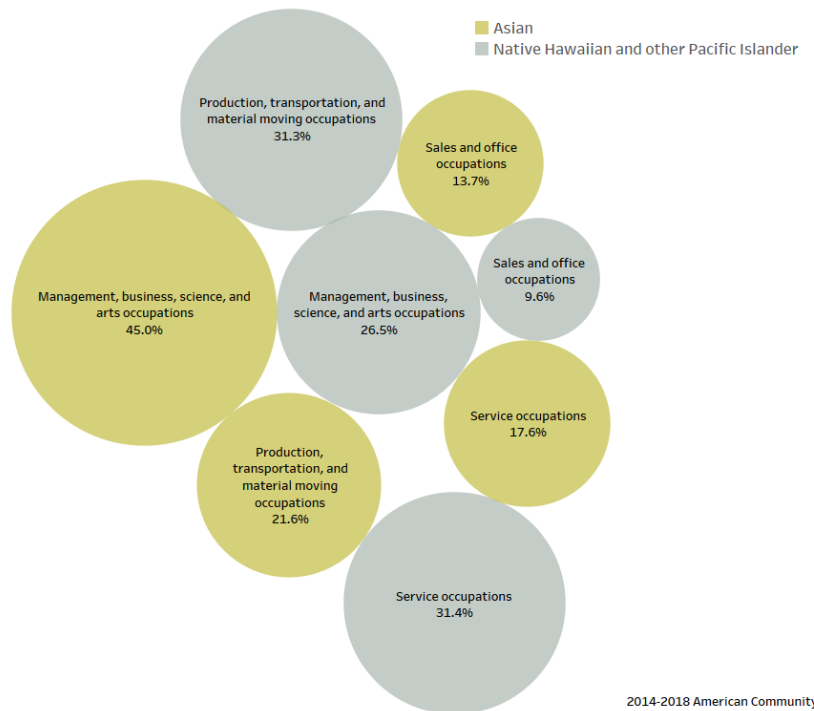 Asian
Native Hawaiian and other Pacific Islander
Production, transportation, and
material moving occupations
31.3%
Sales and office
occupations
13.7%
Sales and office
occupations
9.6%
Management, business, science, and
arts occupations
45.0%
Management, business,
science, and arts occupations
26.5%
Service occupations
17.6%
Production,
transportation, and
material moving
occupations
21.6%
Service occupations
31.4%
2014-2018 American Community